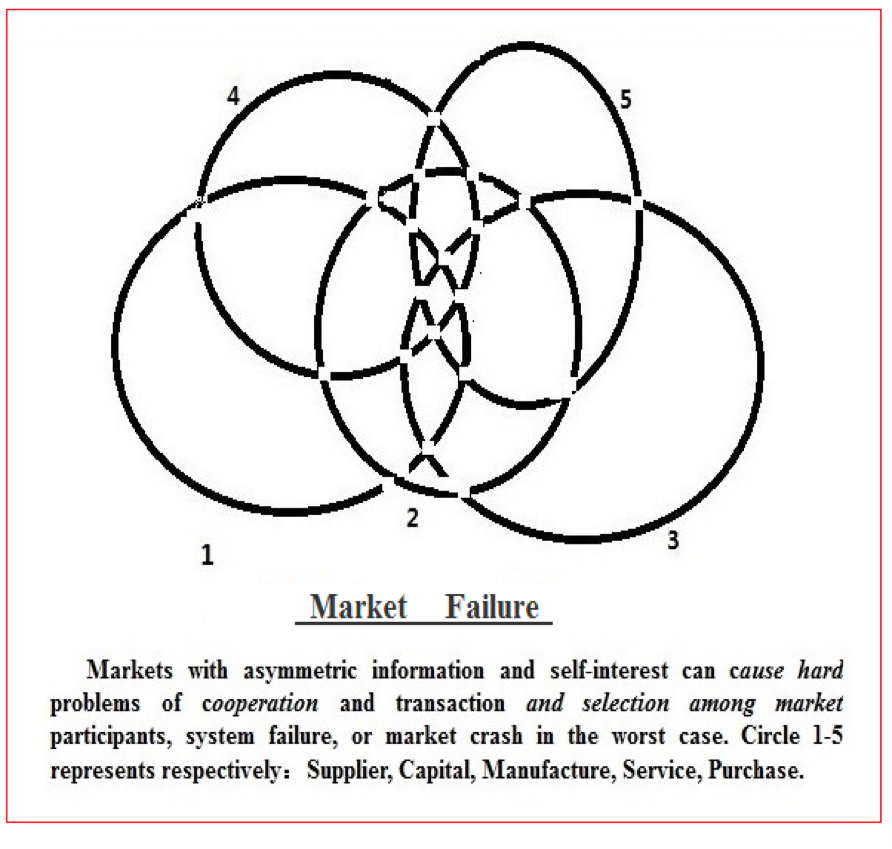 4
5
1
2
3
Market Failure
Markets with asymmetric information and self-interest can cause hard
problems of cooperation and transaction and selection among market
participants, system failure, or market crash in the worst case. Circle 1-5
represents respectively： Supplier, Capital, Manufacture, Service, Purchase.